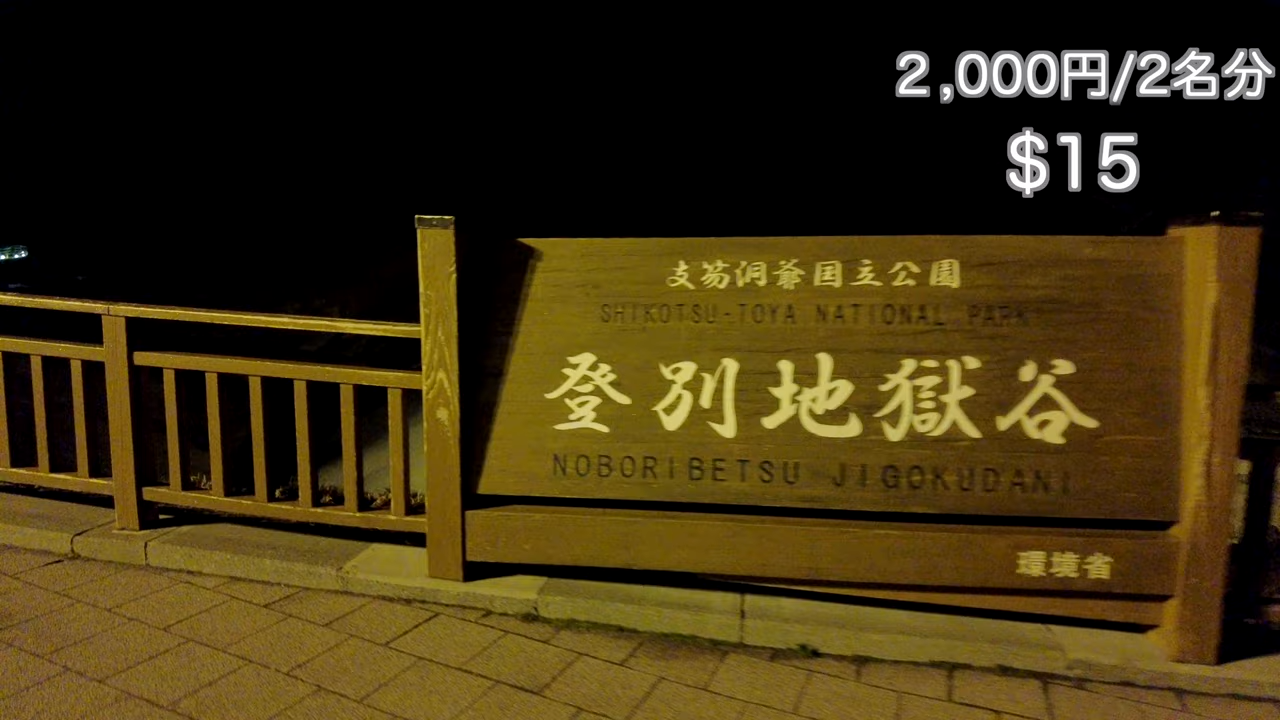 2,000円/2名分
$15
支笏洞爺国立公園
SHIKOTSU-TOYA NATIONAL PARK
登別地獄谷
NOBORIBETSU JIGOKUDANI
環境省